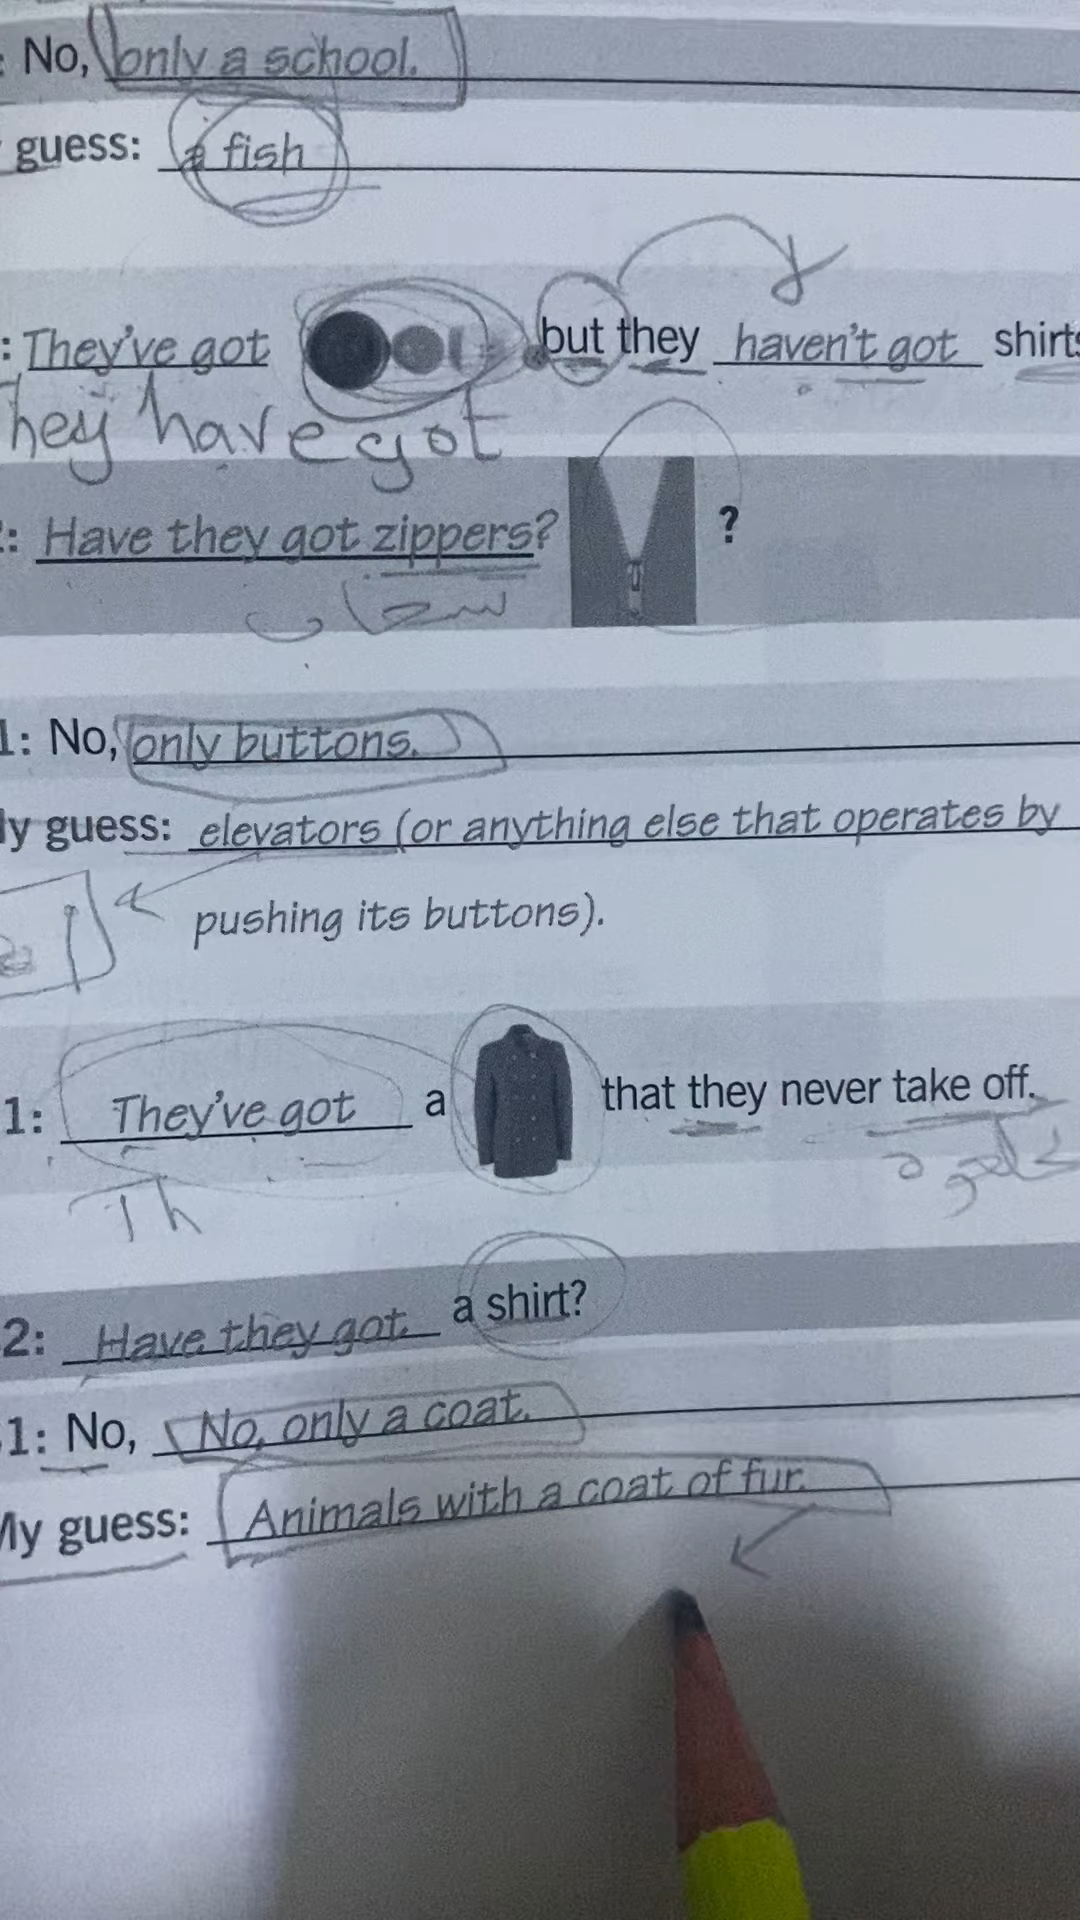 : No, only a school.
guess: a fish
: They've got but they haven't got shirts
They have got
: Have they got zippers? ?
سحاب
1: No, only buttons.
My guess: elevators (or anything else that operates by
pushing its buttons).
1: They've got a that they never take off.
Th
2: Have they got a shirt?
1: No, No, only a coat.
My guess: Animals with a coat of fur.